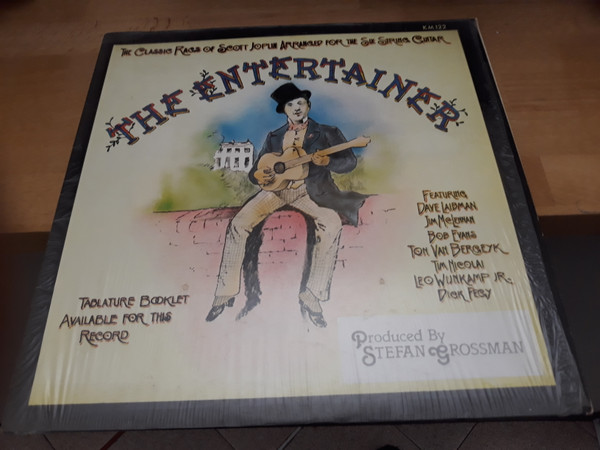 KM 122
The Classic Rags of Scott Joplin Arranged for the Six String Guitar
THE ENTERTAINER
Featuring
Dave Laibman
Tim McLennan
Bob Evans
Ton Van Bergeyk
Tim Nicolai
Leo Wijnkamp Jr.
Dick Fegy
Tablature Booklet
Available for this
Record
Produced By
STEFAN GROSSMAN